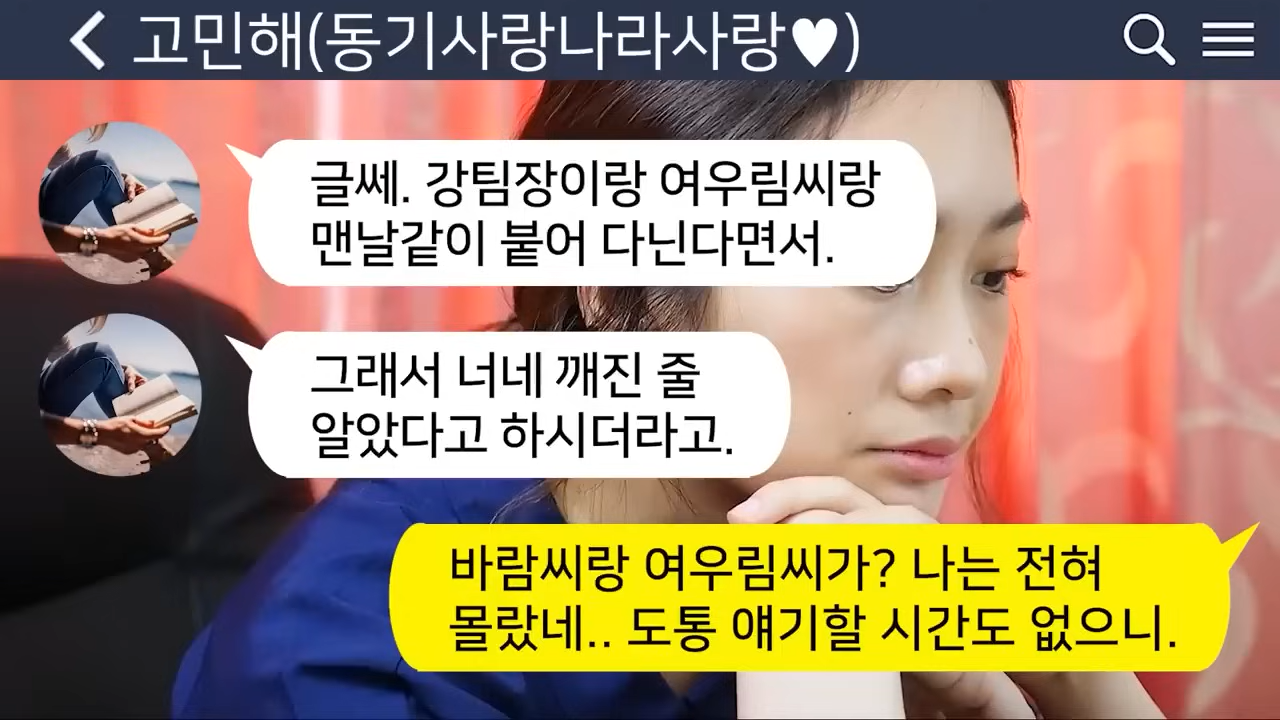 고민해(동기사랑나라사랑♥)
글쎄. 강팀장이랑 여우림씨랑
맨날같이 붙어 다닌다면서.
그래서 너네 깨진 줄
알았다고 하시더라고.
바람씨랑 여우림씨가? 나는 전혀
몰랐네.. 도통 얘기할 시간도 없으니.